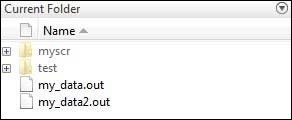 Current Folder
Name
myscr
test
my_data.out
my_data2.out